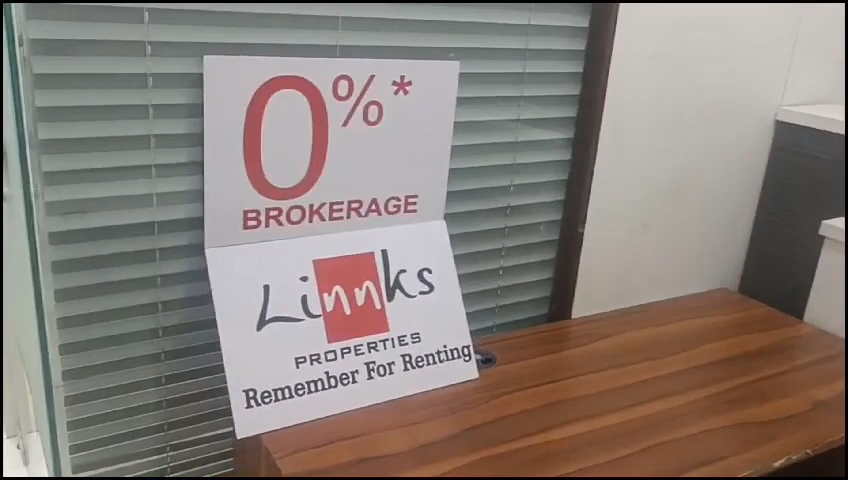 0%*
BROKERAGE
Linnks
PROPERTIES
Remember For Renting